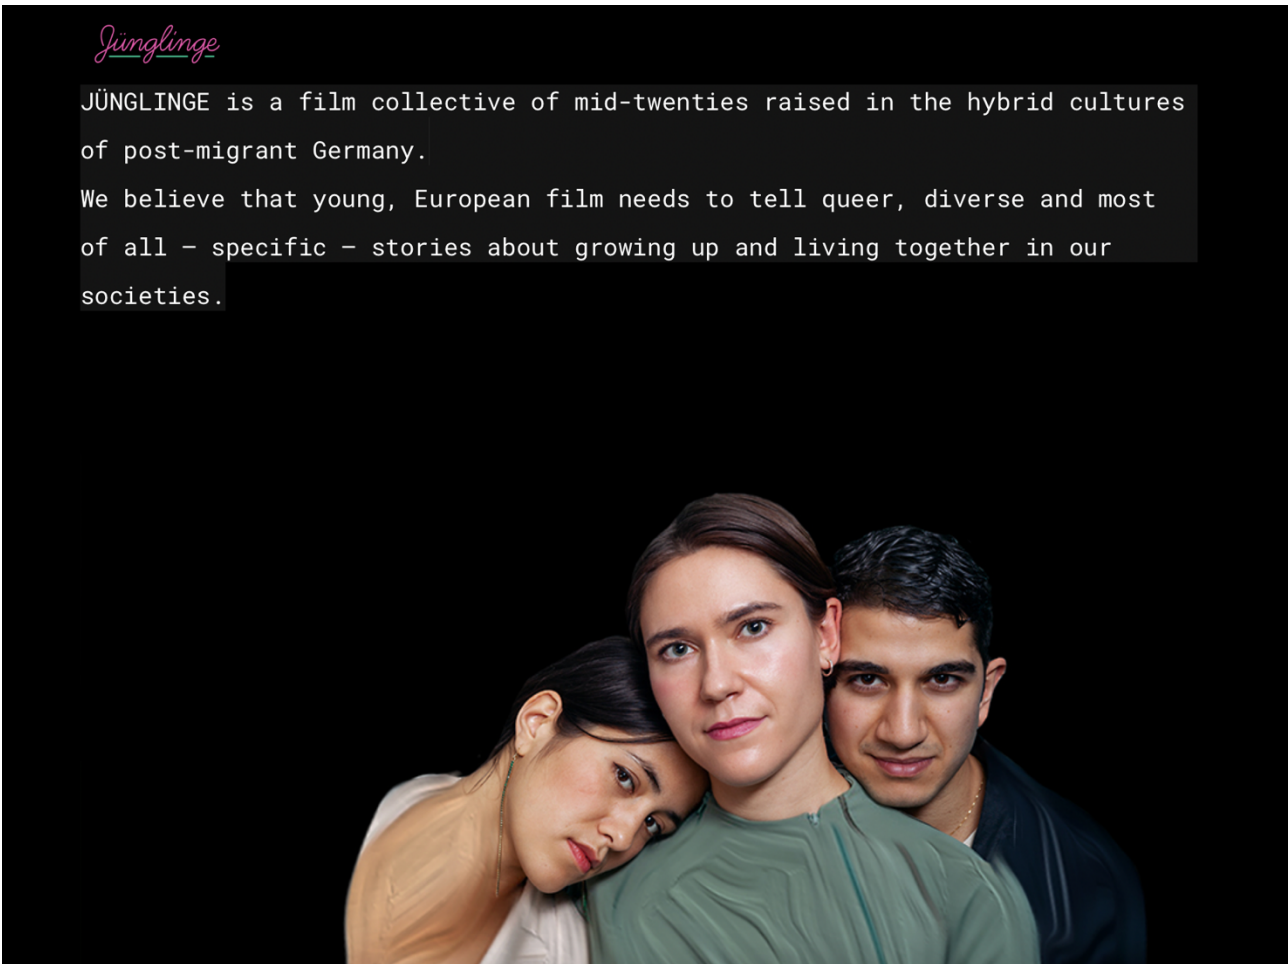 Jünglinge
JÜNGLINGE is a film collective of mid-twenties raised in the hybrid cultures
of post-migrant Germany.
We believe that young, European film needs to tell queer, diverse and most
of all – specific – stories about growing up and living together in our
societies.